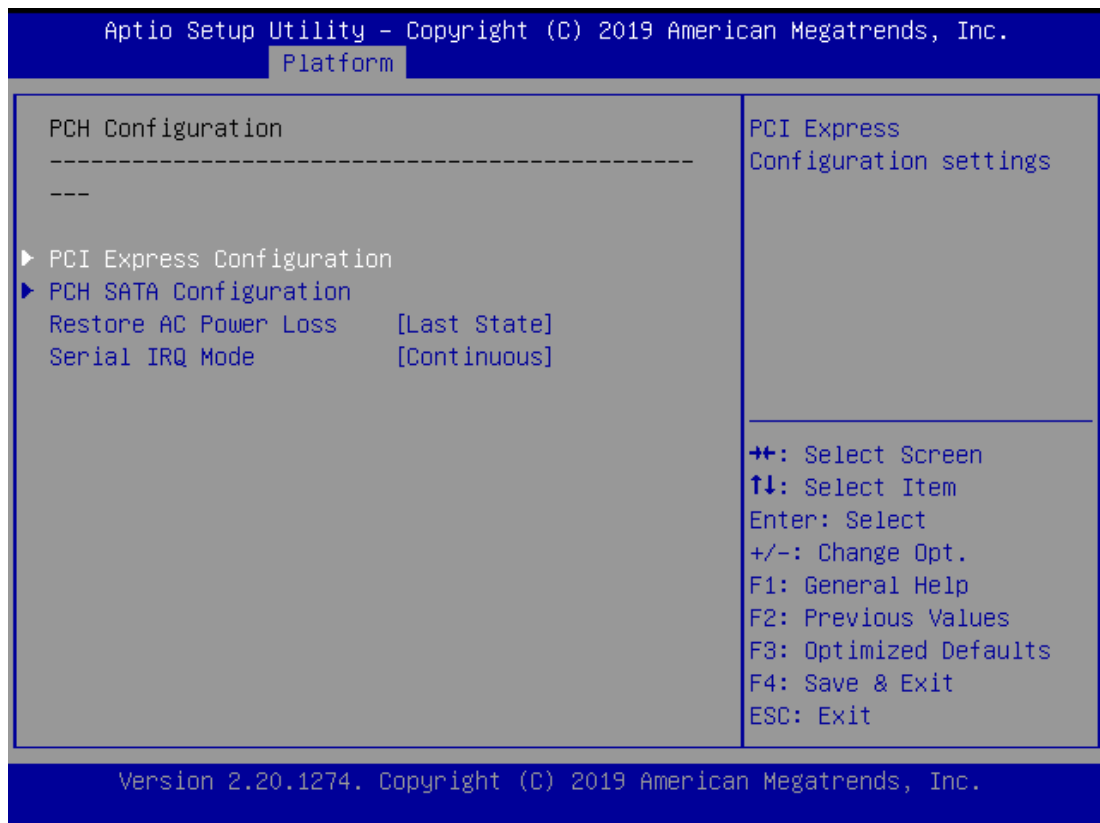 Aptio Setup Utility – Copyright (C) 2019 American Megatrends, Inc.
Platform
PCH Configuration
-----------------------------------------------
---
► PCI Express Configuration
► PCH SATA Configuration
Restore AC Power Loss [Last State]
Serial IRQ Mode [Continuous]
PCI Express
Configuration settings
→←: Select Screen
↑↓: Select Item
Enter: Select
+/-: Change Opt.
F1: General Help
F2: Previous Values
F3: Optimized Defaults
F4: Save & Exit
ESC: Exit
Version 2.20.1274. Copyright (C) 2019 American Megatrends, Inc.